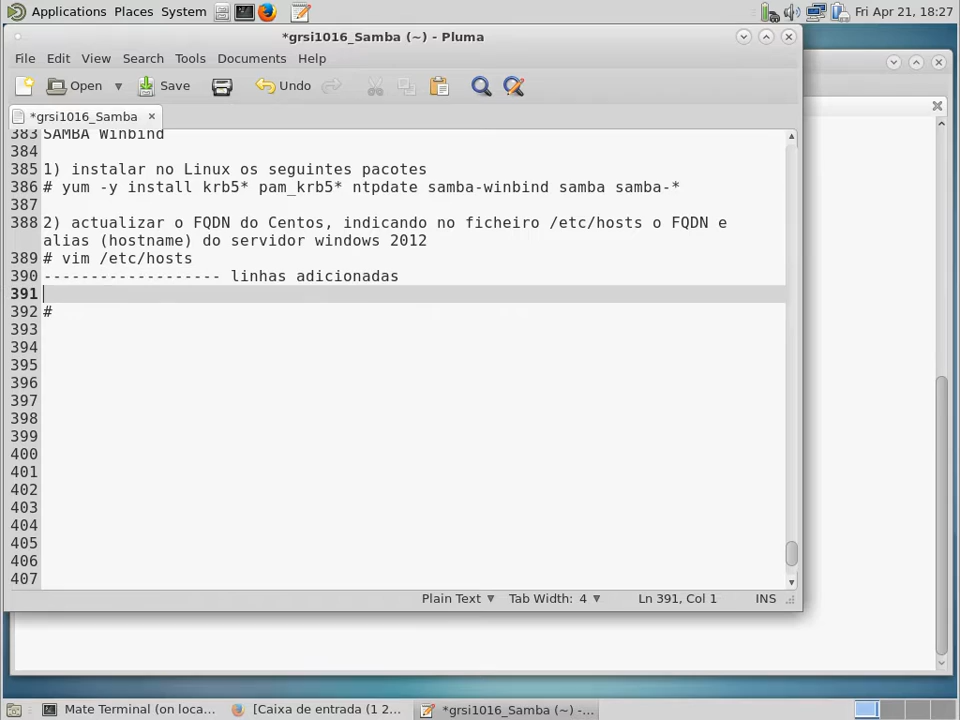 Applications Places System
Fri Apr 21, 18:27
*grsi1016_Samba (~) - Pluma
File Edit View Search Tools Documents Help
Open Save Undo
*grsi1016_Samba
383 SAMBA Winbind
384
385 1) instalar no Linux os seguintes pacotes
386 # yum -y install krb5* pam_krb5* ntpdate samba-winbind samba samba-*
387
388 2) actualizar o FQDN do Centos, indicando no ficheiro /etc/hosts o FQDN e
alias (hostname) do servidor windows 2012
389 # vim /etc/hosts
390 ------------------- linhas adicionadas
391
392 #
393
394
395
396
397
398
399
400
401
402
403
404
405
406
407
Plain Text Tab Width: 4 Ln 391, Col 1 INS
Mate Terminal (on loca... [Caixa de entrada (1 2... *grsi1016_Samba (~) -...